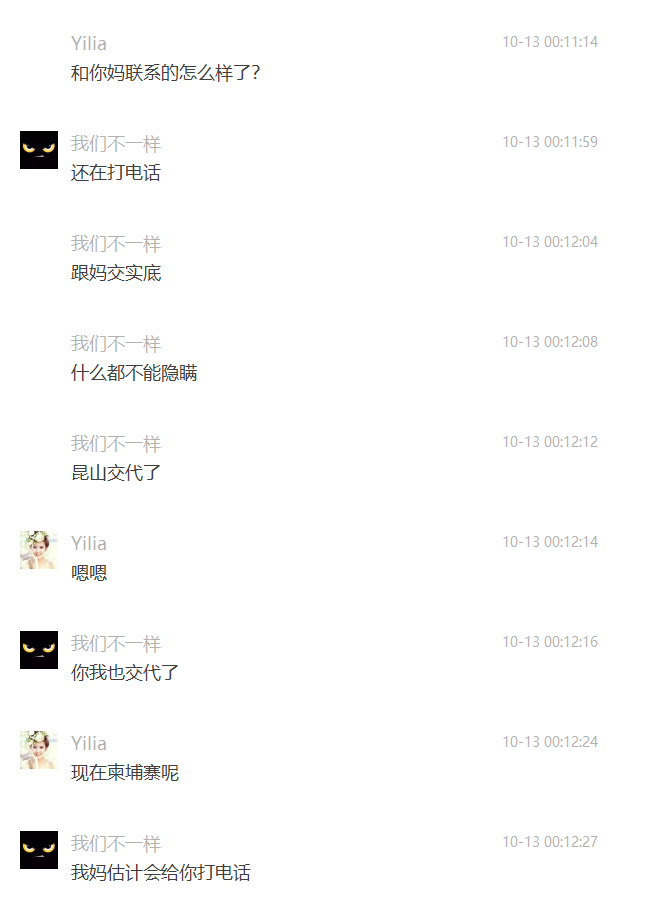 Yilia 10-13 00:11:14
和你妈联系的怎么样了?
我们不一样 10-13 00:11:59
还在打电话
我们不一样 10-13 00:12:04
跟妈交实底
我们不一样 10-13 00:12:08
什么都不能隐瞒
我们不一样 10-13 00:12:12
昆山交代了
Yilia 10-13 00:12:14
嗯嗯
我们不一样 10-13 00:12:16
你我也交代了
Yilia 10-13 00:12:24
现在柬埔寨呢
我们不一样 10-13 00:12:27
我妈估计会给你打电话